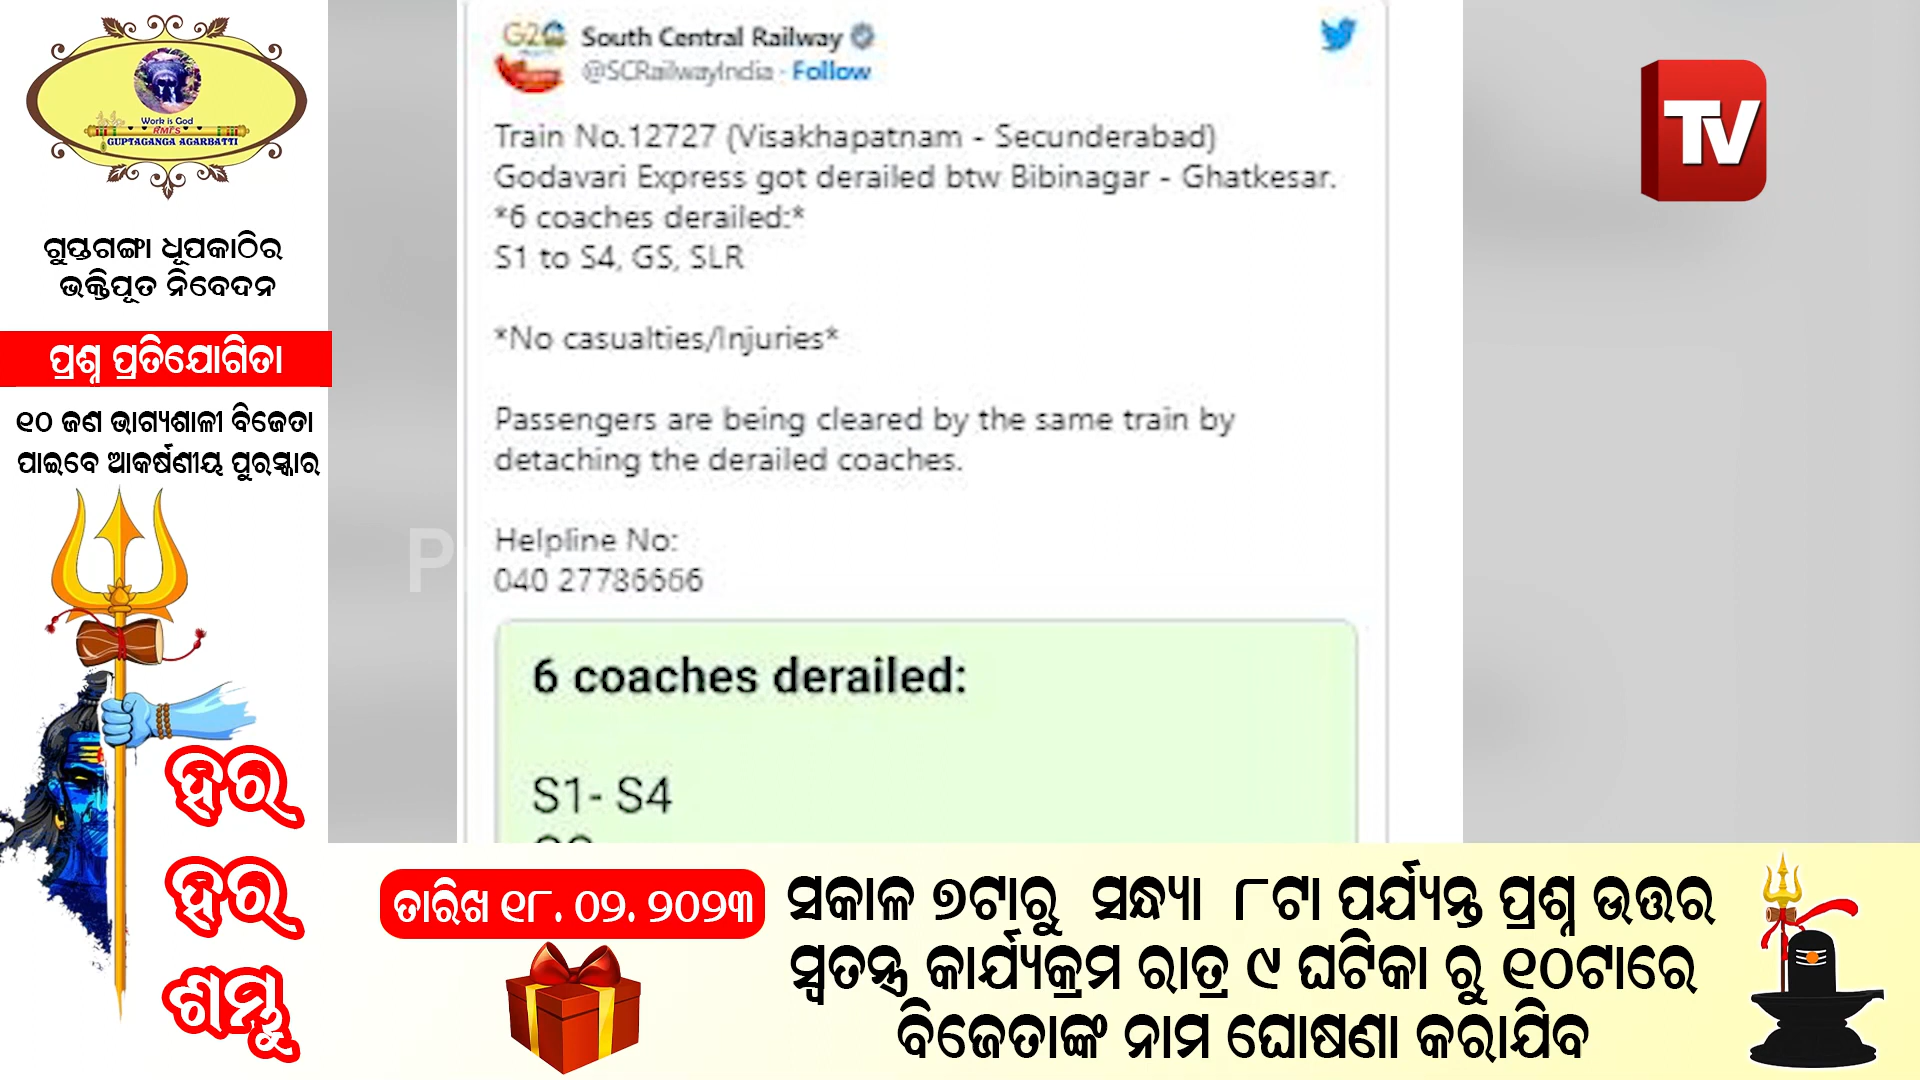 Work is God
RMI'S
GUPTAGANGA AGARBATTI
ଗୁପ୍ତଗଙ୍ଗା ଧୂପକାଠିର
ଭକ୍ତିପୂତ ନିବେଦନ
ପ୍ରଶ୍ନ ପ୍ରତିଯୋଗିତା
୧୦ ଜଣ ଭାଗ୍ୟଶାଳୀ ବିଜେତା
ପାଇବେ ଆକର୍ଷଣୀୟ ପୁରସ୍କାର
ହର
ହର
ଶମ୍ଭୁ
G20
South Central Railway
@SCRailwayIndia · Follow
Train No.12727 (Visakhapatnam - Secunderabad)
Godavari Express got derailed btw Bibinagar - Ghatkesar.
*6 coaches derailed:*
S1 to S4, GS, SLR
*No casualties/Injuries*
Passengers are being cleared by the same train by
detaching the derailed coaches.
Helpline No:
040 27786666
6 coaches derailed:
S1- S4
P
TV
ତାରିଖ ୧୮. ୦୨. ୨୦୨୩
ସକାଳ ୭ଟାରୁ ସନ୍ଧ୍ୟା ୮ଟା ପର୍ଯ୍ୟନ୍ତ ପ୍ରଶ୍ନ ଉତ୍ତର
ସ୍ୱତନ୍ତ୍ର କାର୍ଯ୍ୟକ୍ରମ ରାତ୍ର ୯ ଘଟିକା ରୁ ୧୦ଟାରେ
ବିଜେତାଙ୍କ ନାମ ଘୋଷଣା କରାଯିବ